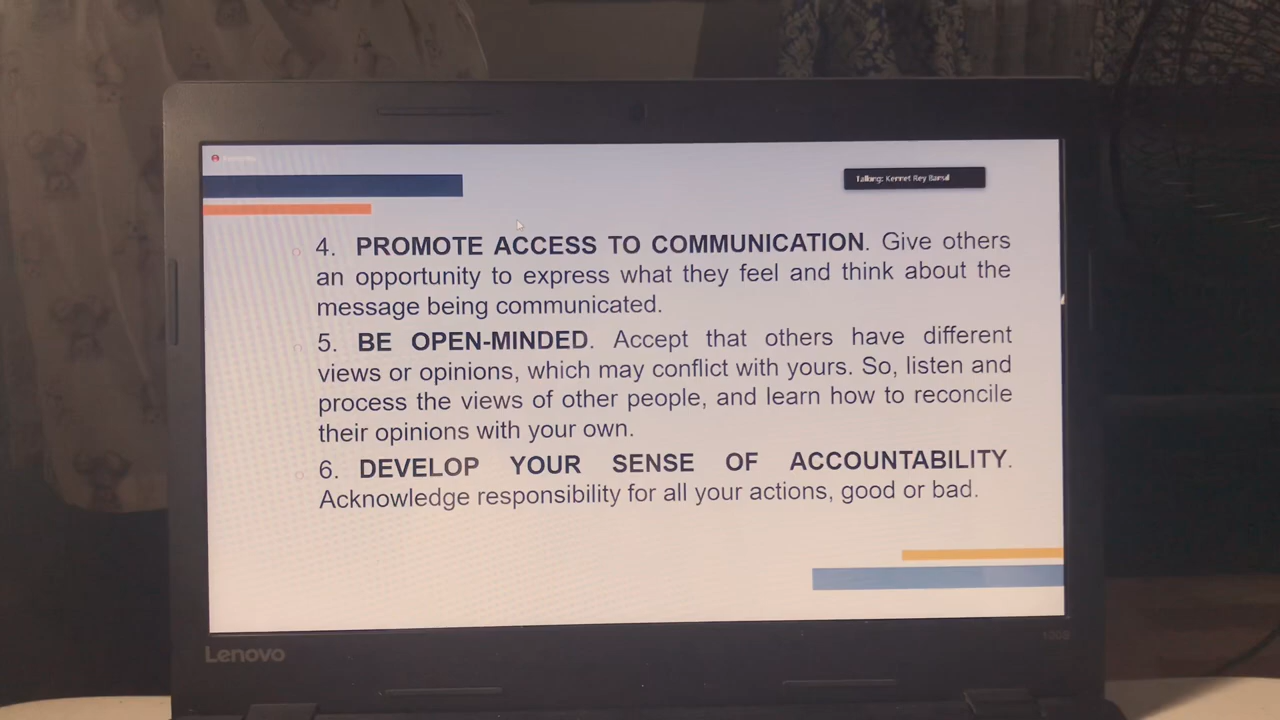 Talking: Kennet Rey
4. PROMOTE ACCESS TO COMMUNICATION. Give others
an opportunity to express what they feel and think about the
message being communicated.
5. BE OPEN-MINDED. Accept that others have different
views or opinions, which may conflict with yours. So, listen and
process the views of other people, and learn how to reconcile
their opinions with your own.
6. DEVELOP YOUR SENSE OF ACCOUNTABILITY.
Acknowledge responsibility for all your actions, good or bad.
Lenovo